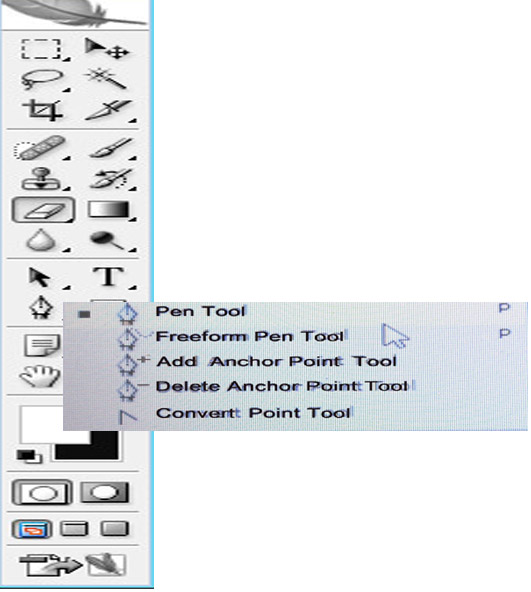 T
Pen Tool P
Freeform Pen Tool P
Add Anchor Point Tool
Delete Anchor Point Tool
Convert Point Tool